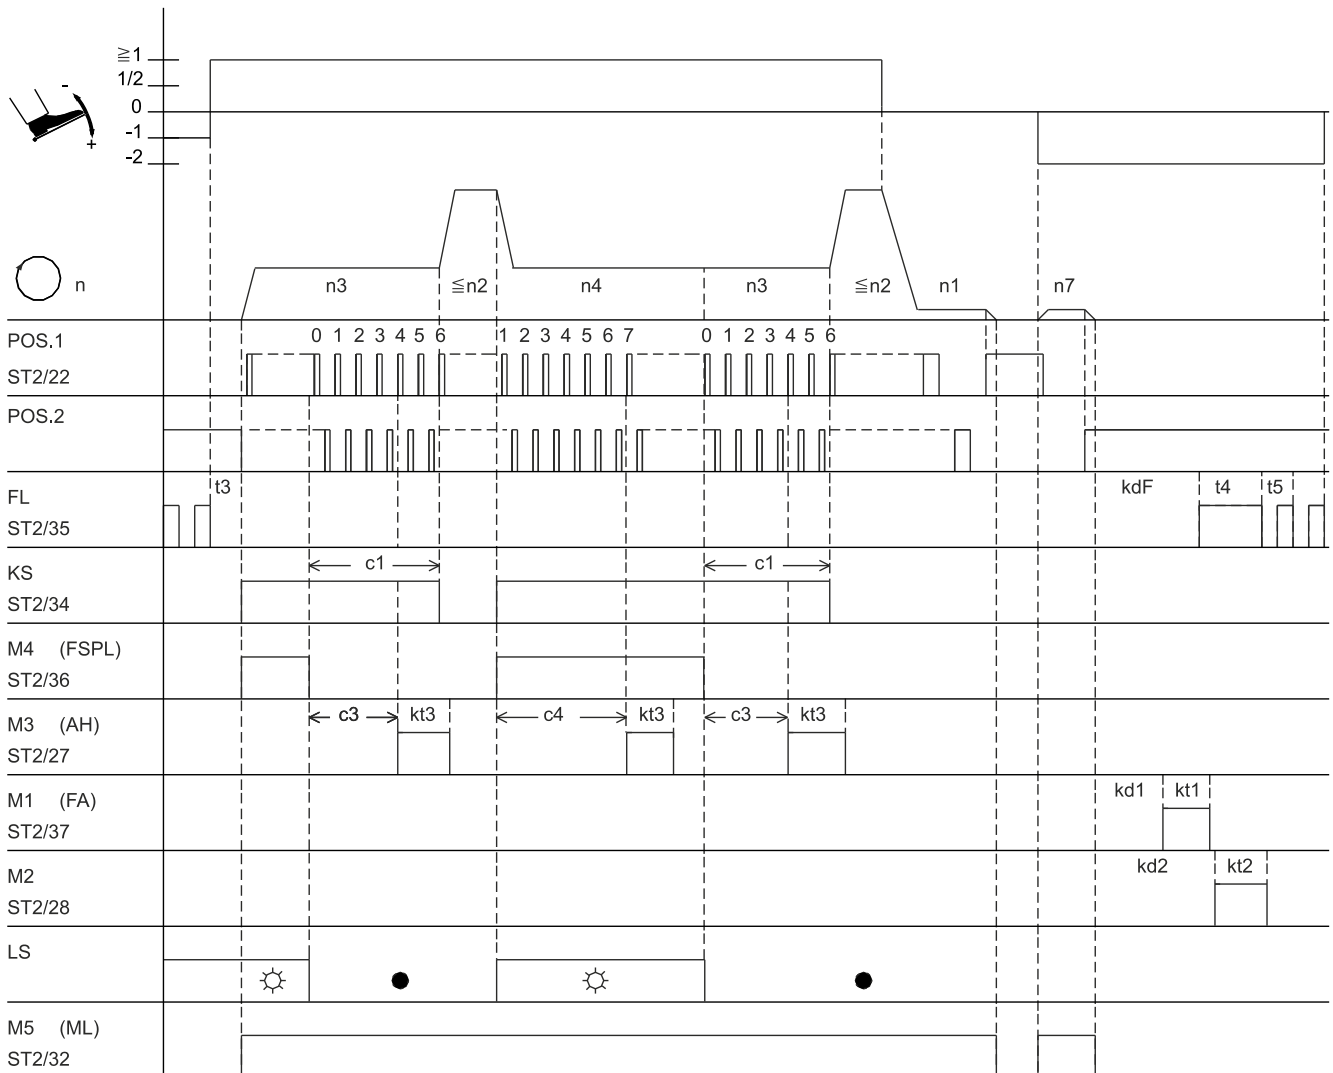 ≧1
1/2
0
-1
-2
-
+
n
n3 ≦n2 n4 n3 ≦n2 n1 n7
POS.1
ST2/22
0 1 2 3 4 5 6 1 2 3 4 5 6 7 0 1 2 3 4 5 6
POS.2
FL
ST2/35
t3 kdF t4 t5
KS
ST2/34
c1 c1
M4 (FSPL)
ST2/36
M3 (AH)
ST2/27
c3 kt3 c4 kt3 c3 kt3
M1 (FA)
ST2/37
kd1 kt1
M2
ST2/28
kd2 kt2
LS
M5 (ML)
ST2/32